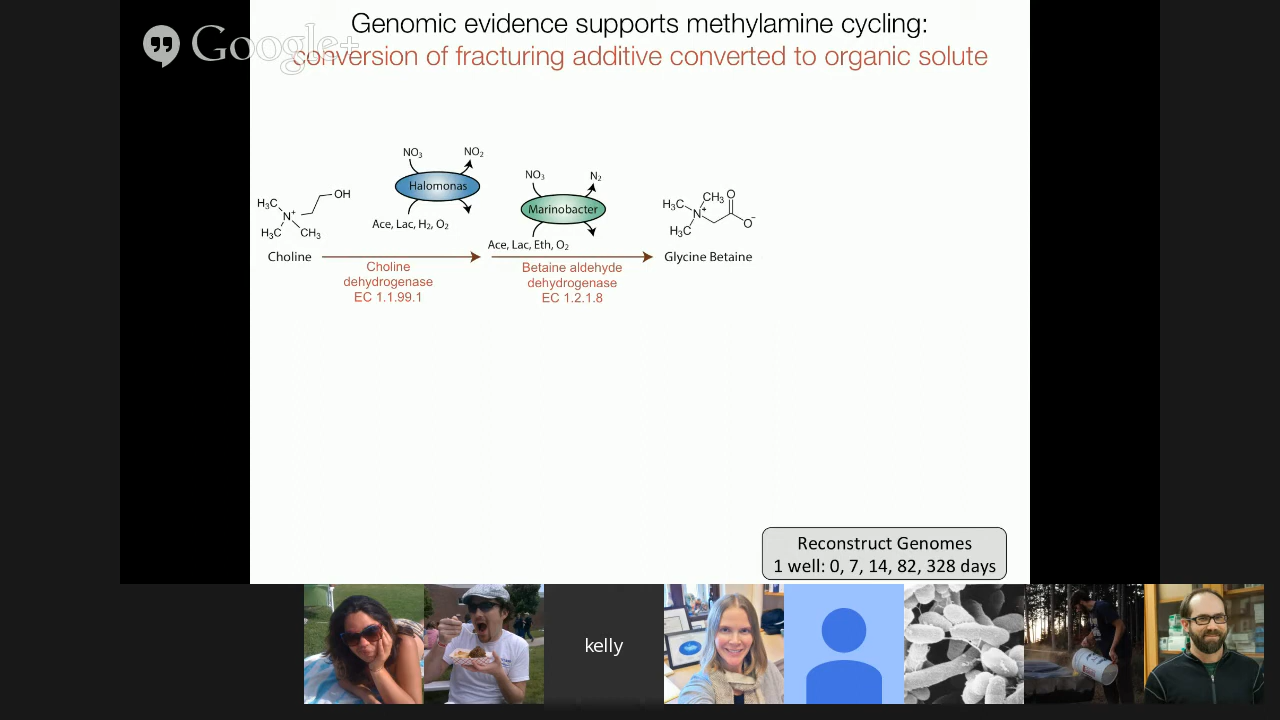 Genomic evidence supports methylamine cycling:
Google+
conversion of fracturing additive converted to organic solute
NO3
NO2
Halomonas
Ace, Lac, H2, O2
NO3
N2
Marinobacter
Ace, Lac, Eth, O2
H3C
OH
N+
H3C
CH3
Choline
Choline
dehydrogenase
EC 1.1.99.1
Betaine aldehyde
dehydrogenase
EC 1.2.1.8
H3C
CH3
O
N+
H3C
O-
Glycine Betaine
Reconstruct Genomes
1 well: 0, 7, 14, 82, 328 days
kelly